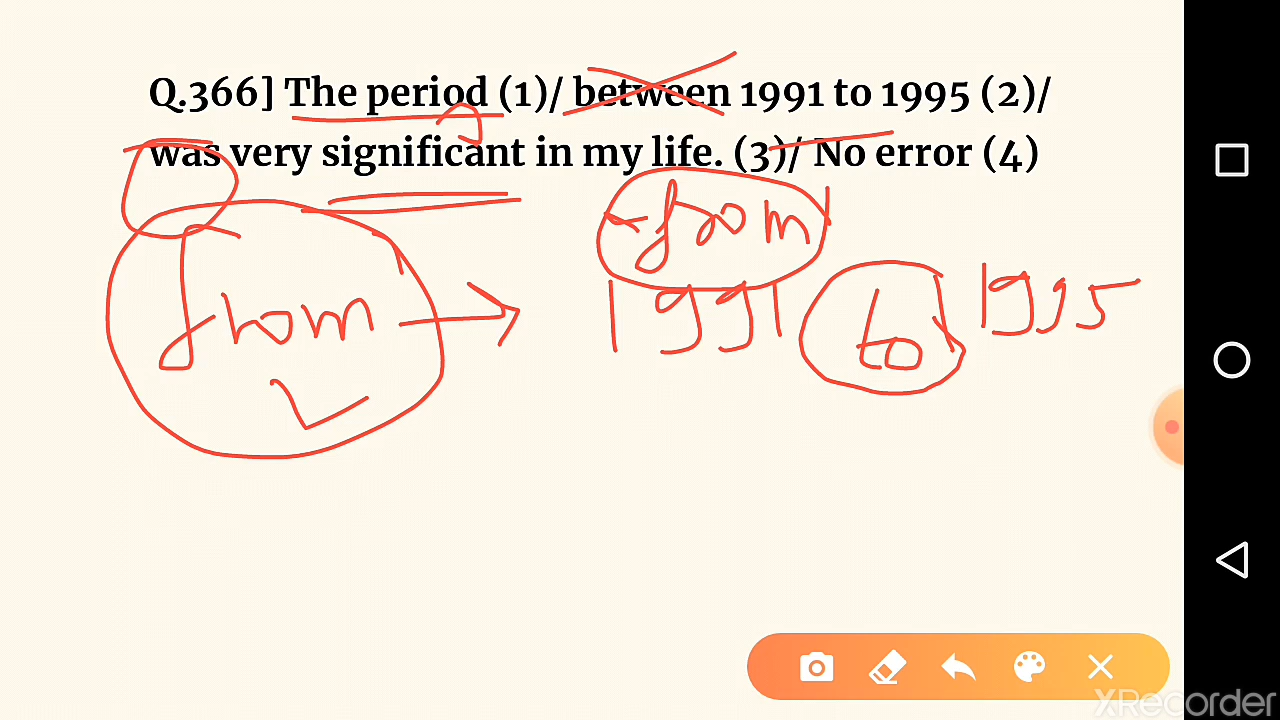 Q.366] The period (1)/ between 1991 to 1995 (2)/
was very significant in my life. (3)/ No error (4)
from
from
1991 to 1995
XRecorder